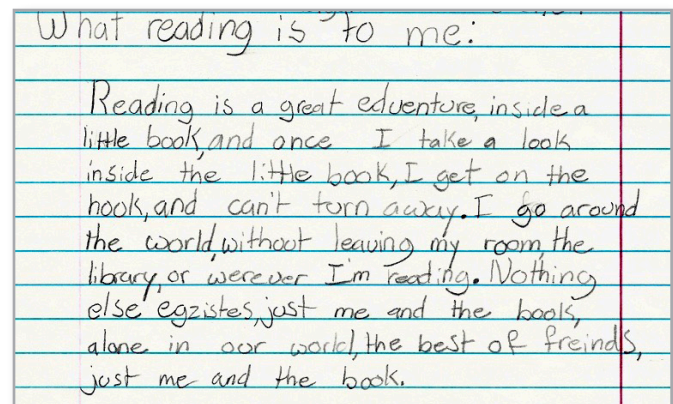 What reading is to me:
Reading is a great edventure, inside a
little book, and once I take a look
inside the little book, I get on the
hook, and can't torn away. I go around
the world, without leaving my room, the
library, or werever I'm reading. Nothing
else egzistes, just me and the book,
alone in our world, the best of freinds,
just me and the book.